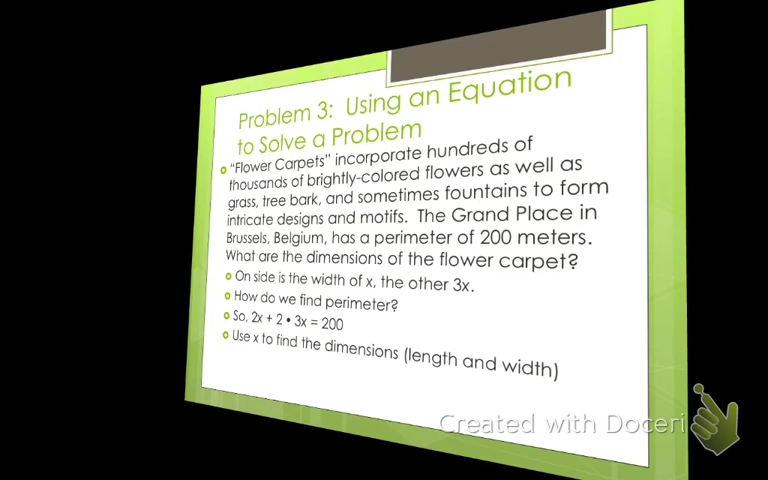 Problem 3: Using an Equation
to Solve a Problem
"Flower Carpets" incorporate hundreds of
thousands of brightly-colored flowers as well as
grass, tree bark, and sometimes fountains to form
intricate designs and motifs. The Grand Place in
Brussels, Belgium, has a perimeter of 200 meters.
What are the dimensions of the flower carpet?
On side is the width of x, the other 3x.
How do we find perimeter?
So, 2x + 2 • 3x = 200
Use x to find the dimensions (length and width)
Created with Doceri